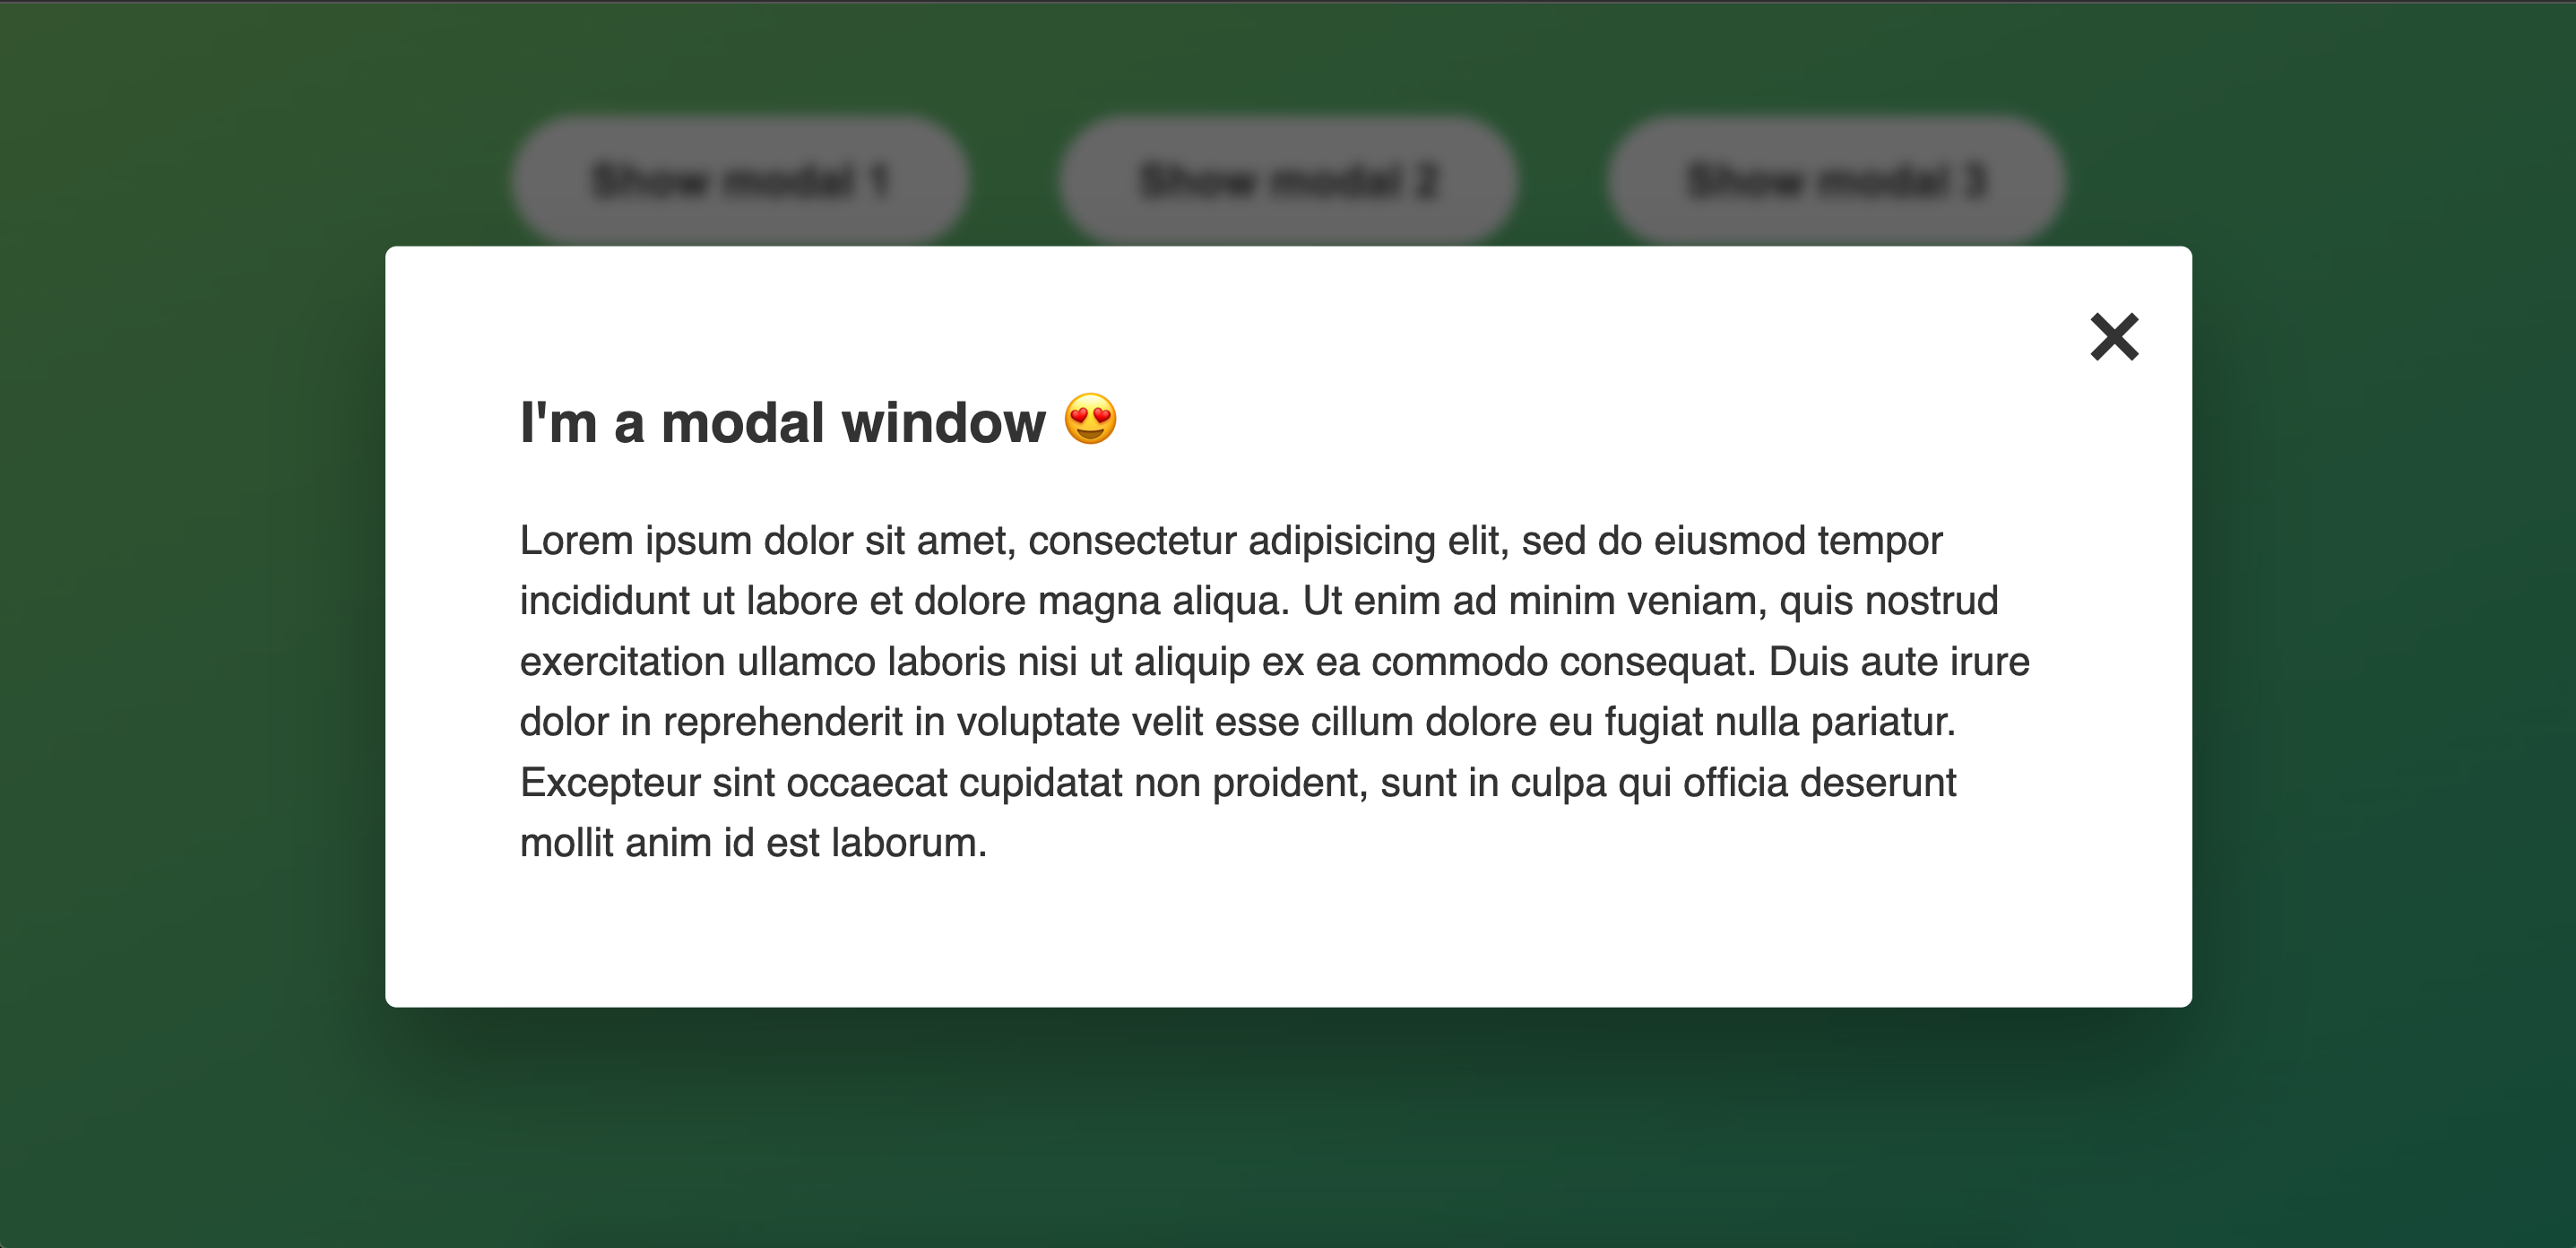 Show modal 1 Show modal 2 Show modal 3
×
I'm a modal window 😍
Lorem ipsum dolor sit amet, consectetur adipisicing elit, sed do eiusmod tempor
incididunt ut labore et dolore magna aliqua. Ut enim ad minim veniam, quis nostrud
exercitation ullamco laboris nisi ut aliquip ex ea commodo consequat. Duis aute irure
dolor in reprehenderit in voluptate velit esse cillum dolore eu fugiat nulla pariatur.
Excepteur sint occaecat cupidatat non proident, sunt in culpa qui officia deserunt
mollit anim id est laborum.